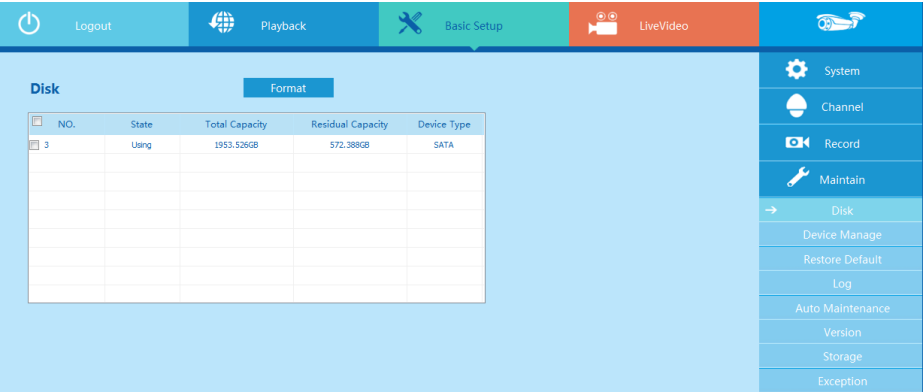 Logout
Playback
Basic Setup
LiveVideo
System
Channel
Record
Maintain
Disk
Device Manage
Restore Default
Log
Auto Maintenance
Version
Storage
Exception
Disk
Format
NO. State Total Capacity Residual Capacity Device Type
3 Using 1953.526GB 572.388GB SATA